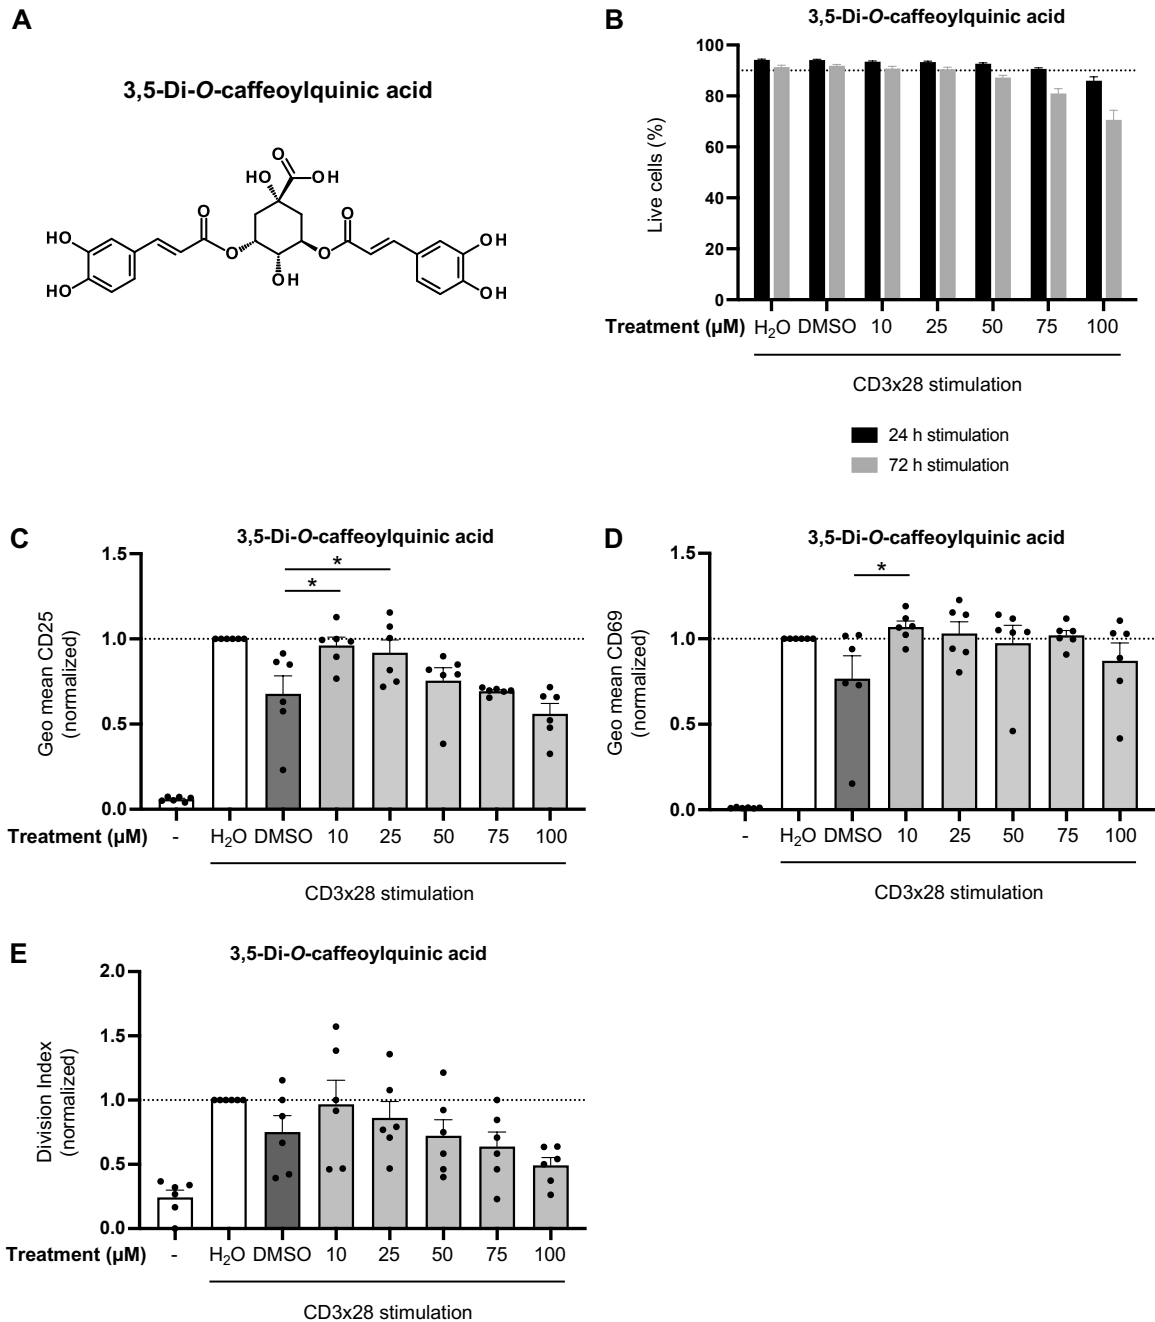 A
3,5-Di-O-caffeoylquinic acid
O
HO
OH
O
O
HO
HO
O
O
OH
OH
OH
B
3,5-Di-O-caffeoylquinic acid
Live cells (%)
100
80
60
40
20
0
Treatment (µM) H₂O DMSO 10 25 50 75 100
CD3x28 stimulation
24 h stimulation
72 h stimulation
C
3,5-Di-O-caffeoylquinic acid
Geo mean CD25
(normalized)
1.5
1.0
0.5
0.0
*
*
Treatment (µM) - H₂O DMSO 10 25 50 75 100
CD3x28 stimulation
D
3,5-Di-O-caffeoylquinic acid
Geo mean CD69
(normalized)
1.5
1.0
0.5
0.0
*
- H₂O DMSO 10 25 50 75 100
CD3x28 stimulation
E
3,5-Di-O-caffeoylquinic acid
Division Index
(normalized)
2.0
1.5
1.0
0.5
0.0
Treatment (µM) - H₂O DMSO 10 25 50 75 100
CD3x28 stimulation